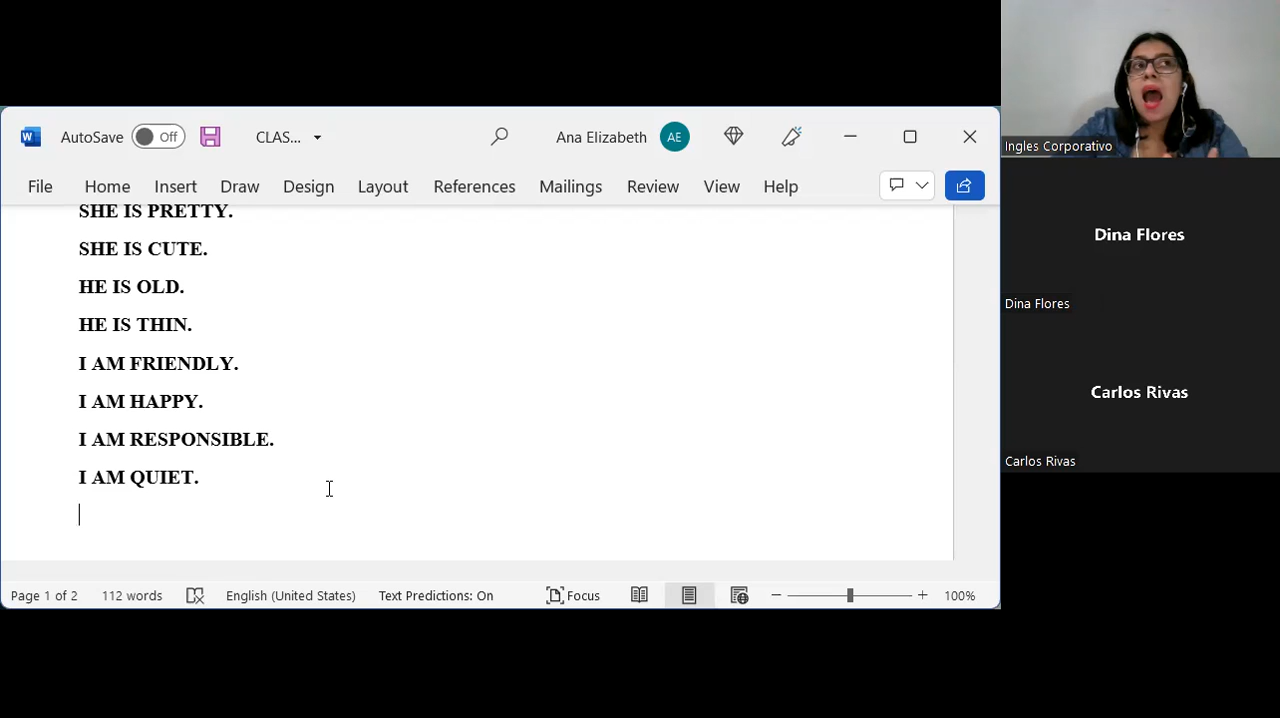 AutoSave Off CLAS... Ana Elizabeth AE
File Home Insert Draw Design Layout References Mailings Review View Help
SHE IS PRETTY.
SHE IS CUTE.
HE IS OLD.
HE IS THIN.
I AM FRIENDLY.
I AM HAPPY.
I AM RESPONSIBLE.
I AM QUIET.
Page 1 of 2 112 words English (United States) Text Predictions: On Focus 100%
Ingles Corporativo
Dina Flores
Dina Flores
Carlos Rivas
Carlos Rivas